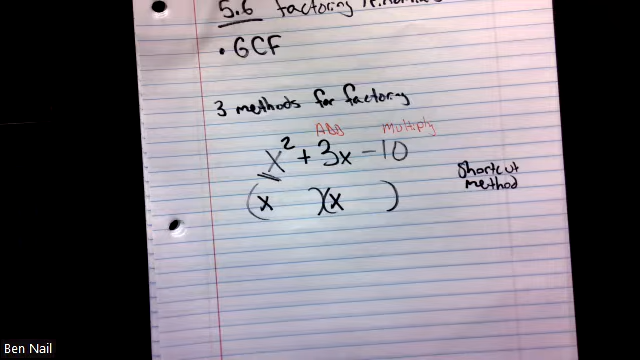 5.6 factoring
• GCF
3 methods for factoring
ADD multiply
x² + 3x - 10
shortcut
method
(x )(x )
Ben Nail